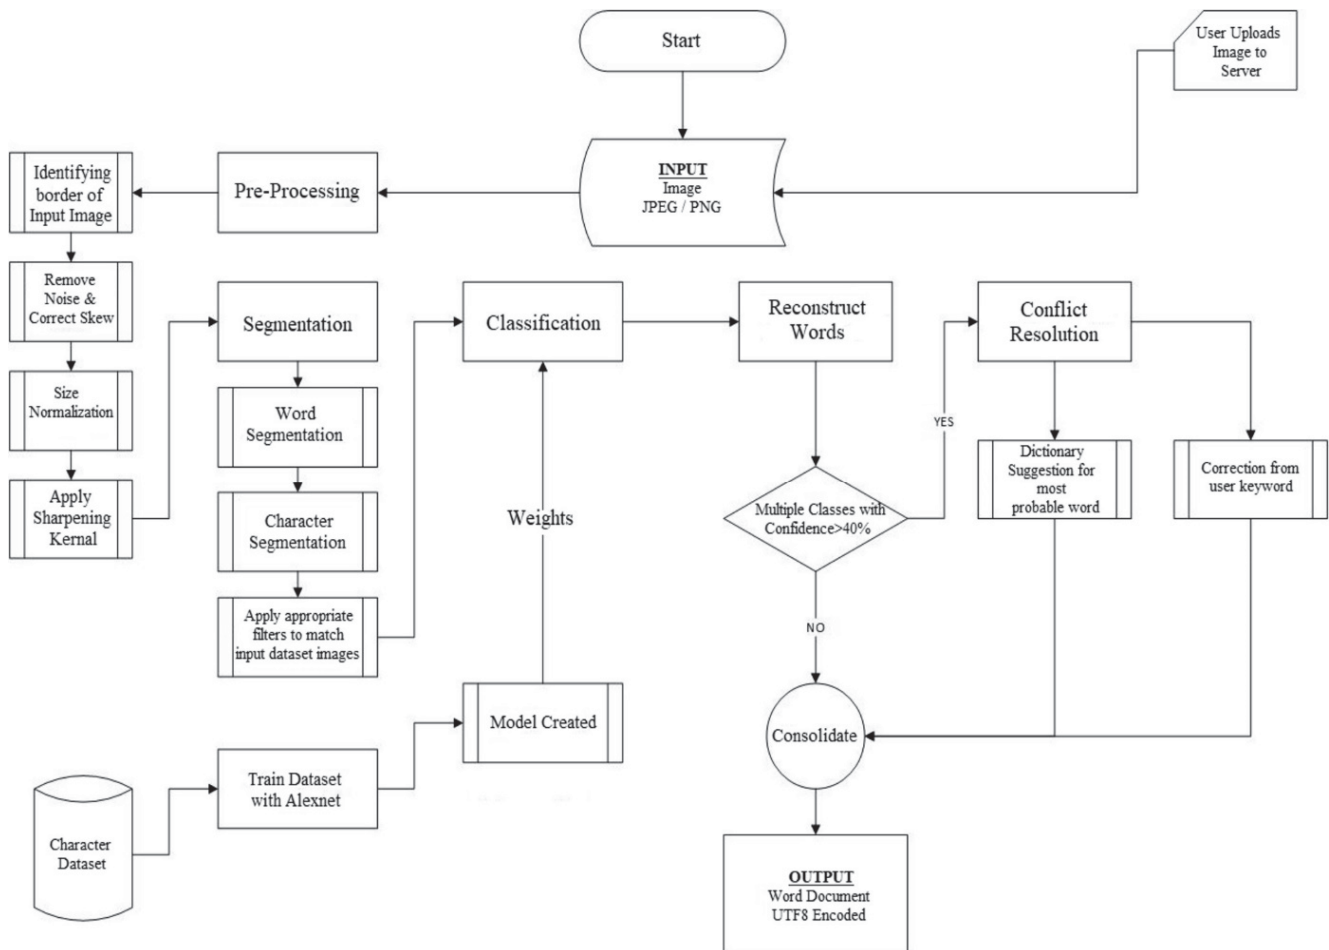 Start
User Uploads
Image to
Server
INPUT
Image
JPEG / PNG
Pre-Processing
Identifying
border of
Input Image
Remove
Noise &
Correct Skew
Size
Normalization
Apply
Sharpening
Kernal
Segmentation
Word
Segmentation
Character
Segmentation
Apply appropriate
filters to match
input dataset images
Classification
Weights
Model Created
Train Dataset
with Alexnet
Character
Dataset
Reconstruct
Words
Multiple Classes with
Confidence>40%
YES
NO
Conflict
Resolution
Dictionary
Suggestion for
most
probable word
Correction from
user keyword
Consolidate
OUTPUT
Word Document
UTF8 Encoded